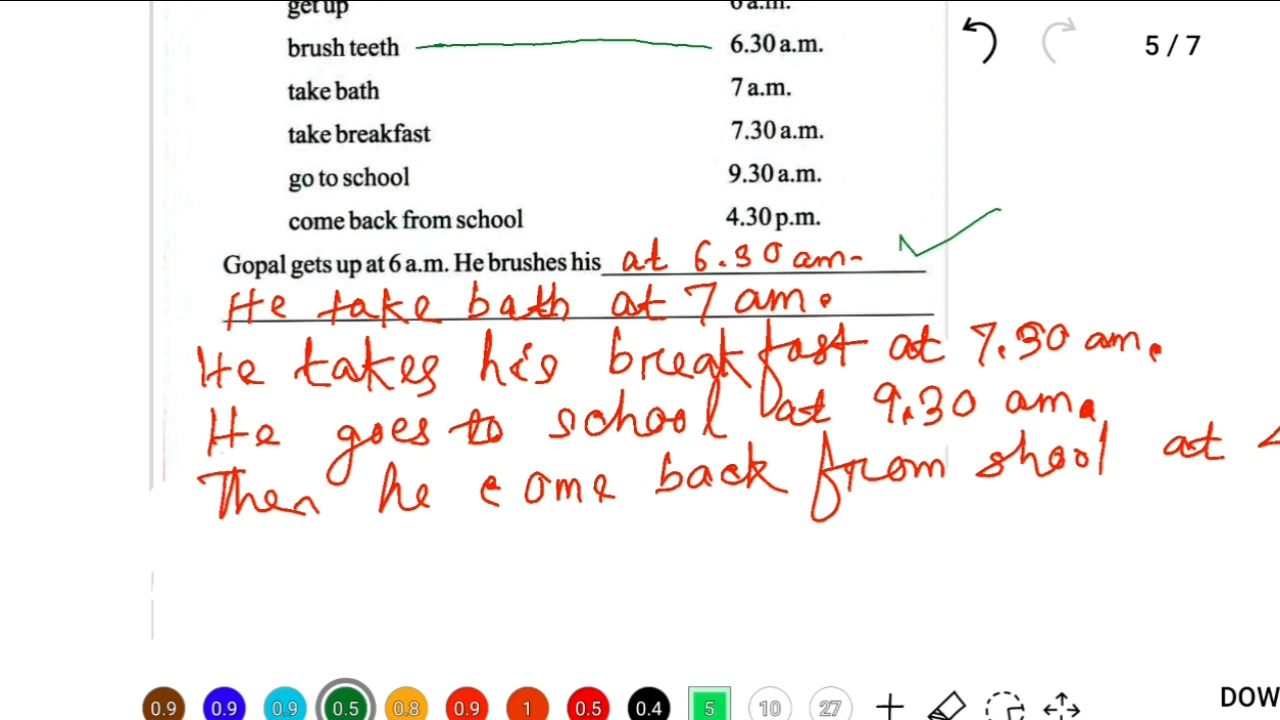 get up 6 a.m.
brush teeth 6.30 a.m.
take bath 7 a.m.
take breakfast 7.30 a.m.
go to school 9.30 a.m.
come back from school 4.30 p.m.
Gopal gets up at 6 a.m. He brushes his at 6.30 am.
He take bath at 7 am.
He takes his breakfast at 7.30 am.
He goes to school at 9.30 am.
Then he come back from shool at
5 / 7
0.9 0.9 0.9 0.5 0.8 0.9 1 0.5 0.4 5 10 27 + DOW